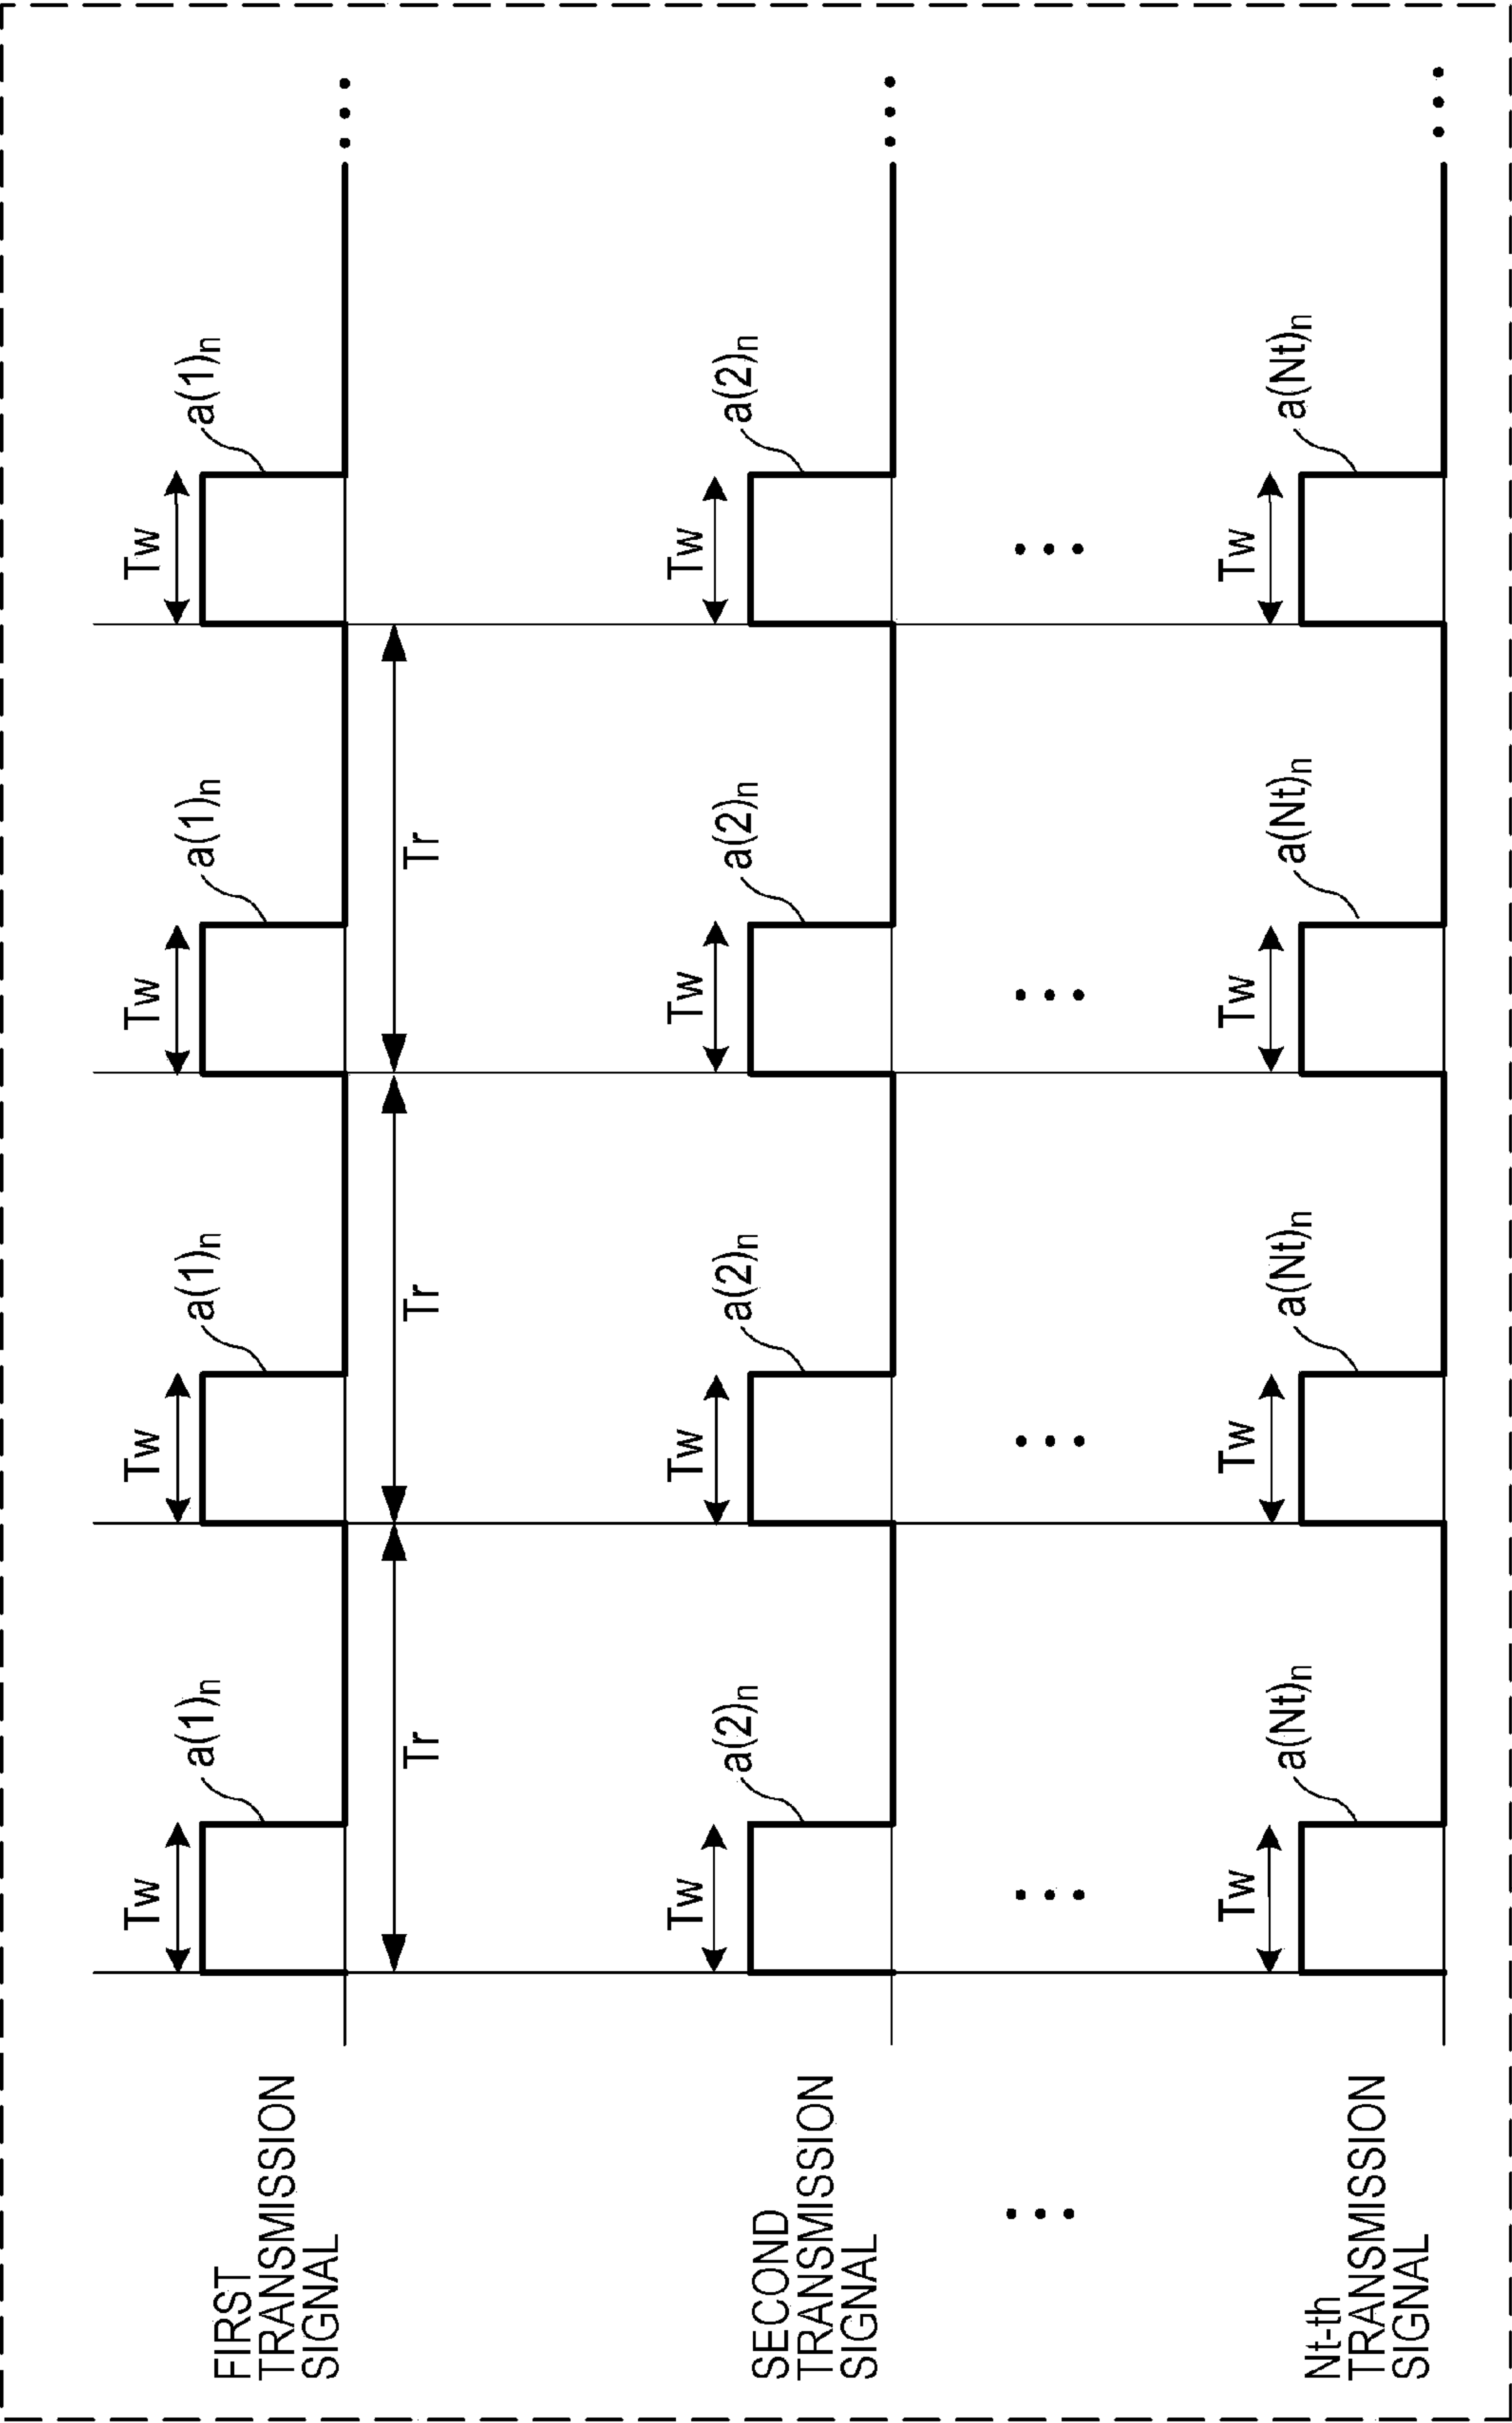 Tw
a(1)n
Tw
a(1)n
Tw
a(1)n
Tw
a(1)n
FIRST
TRANSMISSION
SIGNAL
Tr
Tr
Tr
Tw
a(2)n
Tw
a(2)n
Tw
a(2)n
Tw
a(2)n
SECOND
TRANSMISSION
SIGNAL
Tw
a(Nt)n
Tw
a(Nt)n
Tw
a(Nt)n
Tw
a(Nt)n
Nt-th
TRANSMISSION
SIGNAL